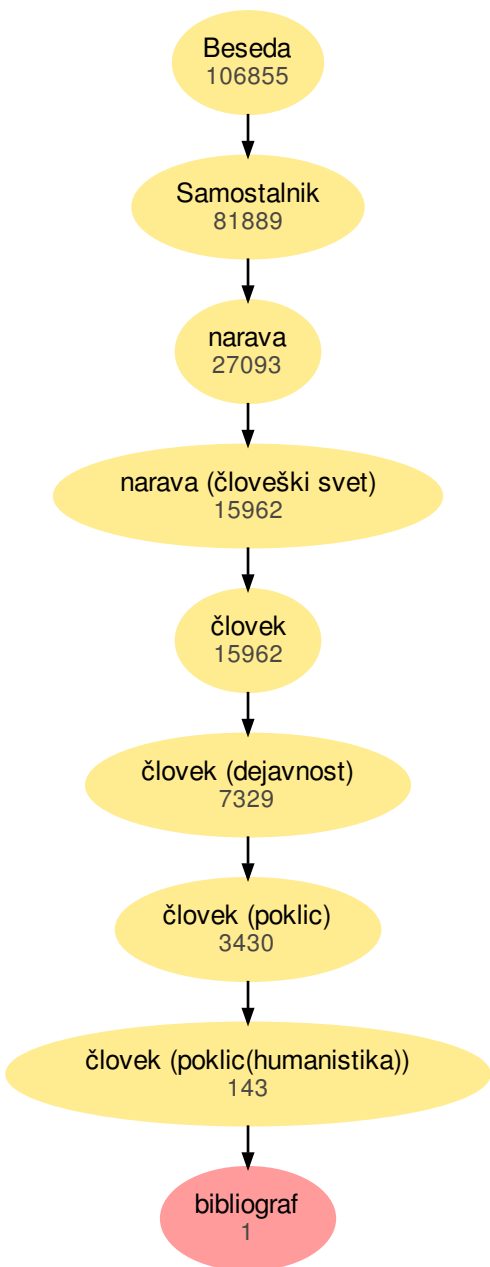 Beseda
106855
Samostalnik
81889
narava
27093
narava (človeški svet)
15962
človek
15962
človek (dejavnost)
7329
človek (poklic)
3430
človek (poklic(humanistika))
143
bibliograf
1